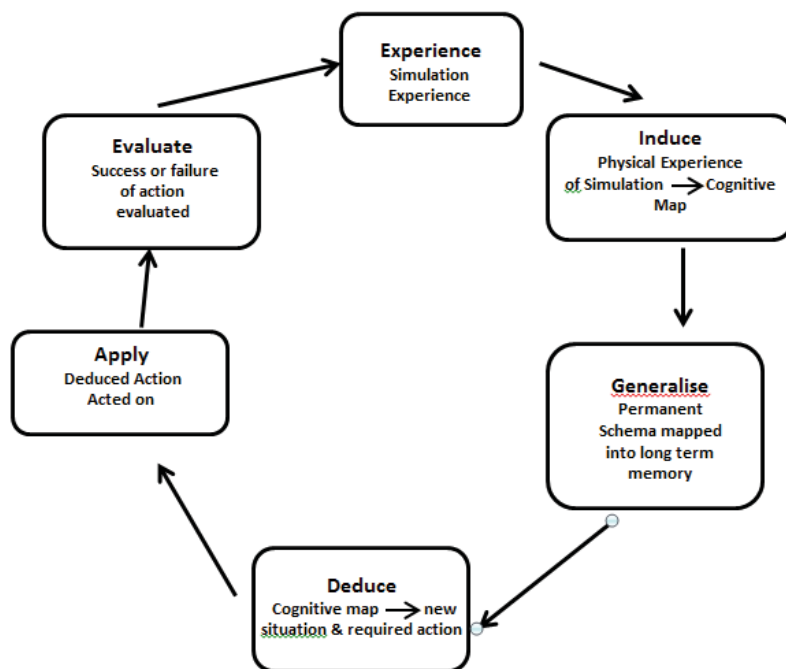 Experience
Simulation
Experience
Induce
Physical Experience
of Simulation → Cognitive
Map
Generalise
Permanent
Schema mapped
into long term
memory
Deduce
Cognitive map → new
situation & required action
Apply
Deduced Action
Acted on
Evaluate
Success or failure
of action
evaluated